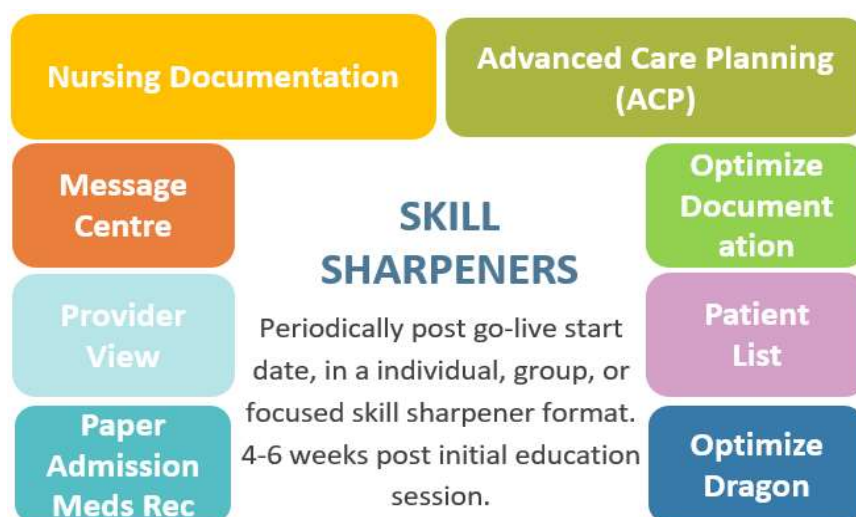 Nursing Documentation
Advanced Care Planning
(ACP)
Message
Centre
Optimize
Document
ation
SKILL
SHARPENERS
Provider
View
Patient
List
Periodically post go-live start
date, in a individual, group, or
focused skill sharpener format.
4-6 weeks post initial education
session.
Paper
Admission
Meds Rec
Optimize
Dragon